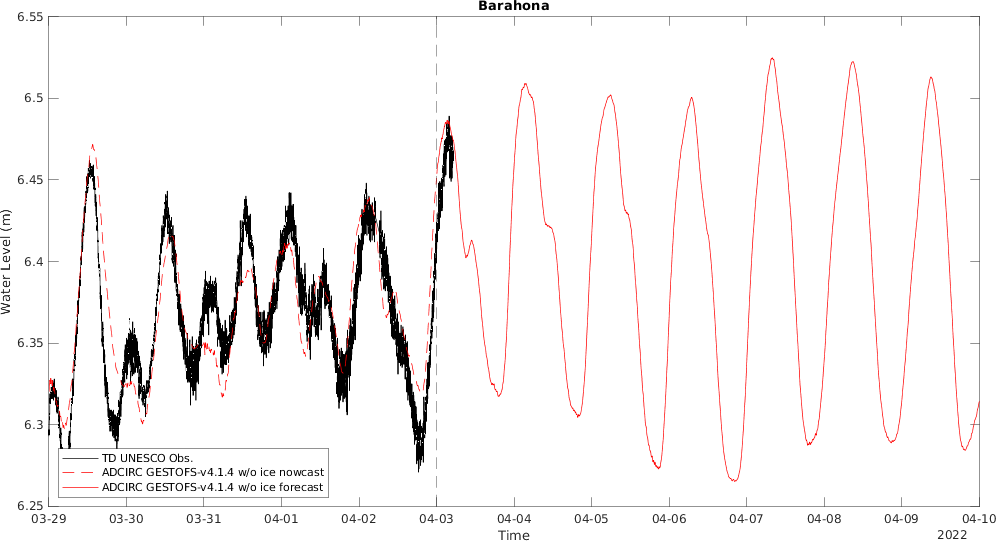 Barahona
6.55
6.5
6.45
6.4
6.35
6.3
6.25
Water Level (m)
TD UNESCO Obs.
ADCIRC GESTOFS-v4.1.4 w/o ice nowcast
ADCIRC GESTOFS-v4.1.4 w/o ice forecast
03-29 03-30 03-31 04-01 04-02 04-03 04-04 04-05 04-06 04-07 04-08 04-09 04-10
Time
2022